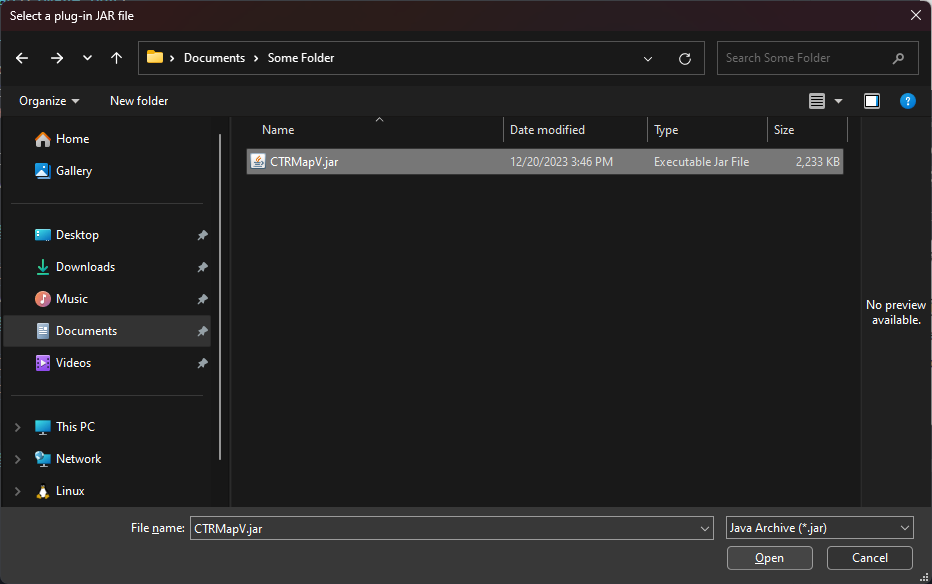 Select a plug-in JAR file
Documents
Some Folder
Search Some Folder
Organize
New folder
Home
Gallery
Desktop
Downloads
Music
Documents
Videos
This PC
Network
Linux
Name
Date modified
Type
Size
CTRMapV.jar
12/20/2023 3:46 PM
Executable Jar File
2,233 KB
No preview
available.
File name:
CTRMapV.jar
Java Archive (*.jar)
Open
Cancel